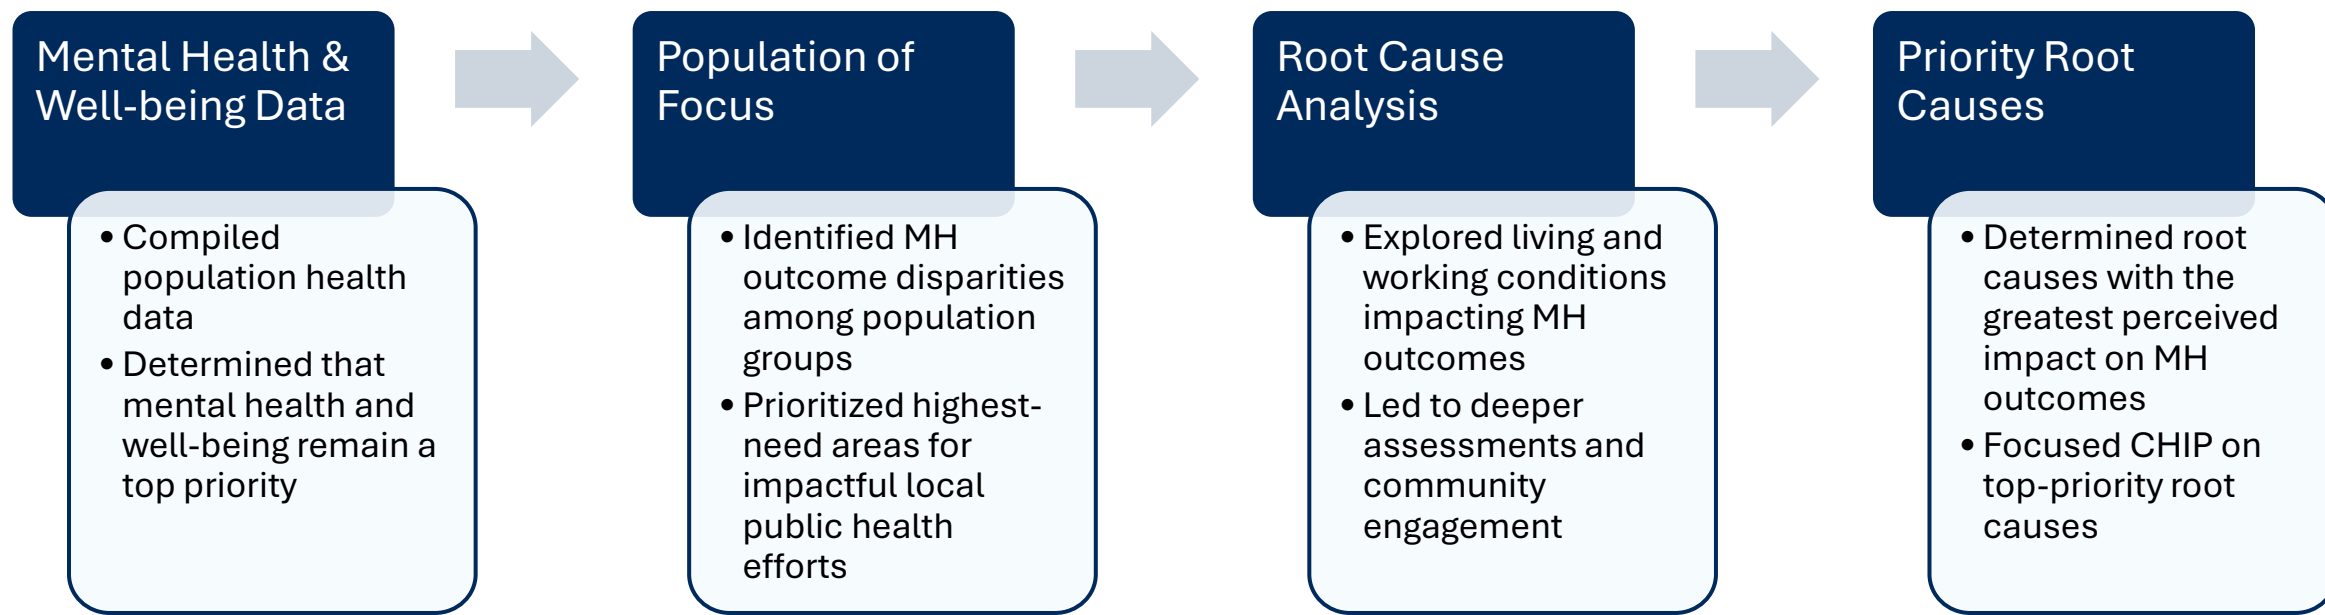 Mental Health &
Well-being Data
• Compiled
population health
data
• Determined that
mental health and
well-being remain a
top priority
Population of
Focus
• Identified MH
outcome disparities
among population
groups
• Prioritized highest-
need areas for
impactful local
public health
efforts
Root Cause
Analysis
• Explored living and
working conditions
impacting MH
outcomes
• Led to deeper
assessments and
community
engagement
Priority Root
Causes
• Determined root
causes with the
greatest perceived
impact on MH
outcomes
• Focused CHIP on
top-priority root
causes